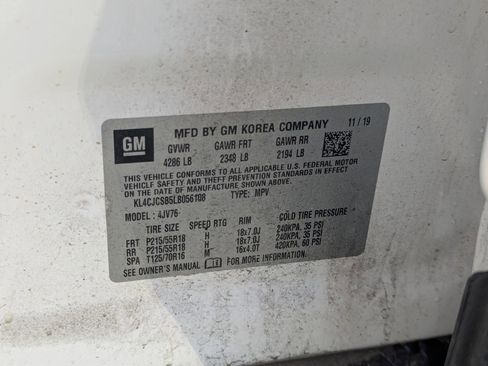 GM
MFD BY GM KOREA COMPANY 11/19
GVWR GAWR FRT GAWR RR
4286 LB 2348 LB 2194 LB
THIS VEHICLE CONFORMS TO ALL APPLICABLE U.S. FEDERAL MOTOR
VEHICLE SAFETY, BUMPER, AND THEFT PREVENTION STANDARDS IN
EFFECT ON THE DATE OF MANUFACTURE SHOWN ABOVE.
KL4CJCSB5LB056108 TYPE: MPV
MODEL: 4JV76
TIRE SIZE SPEED RTG RIM COLD TIRE PRESSURE
FRT P215/55R18 H 18x7.0J 240KPA, 35 PSI
RR P215/55R18 H 18x7.0J 240KPA, 35 PSI
SPA T125/70R16 M 16x4.0T 420KPA, 60 PSI
SEE OWNER'S MANUAL FOR MORE INFORMATION.